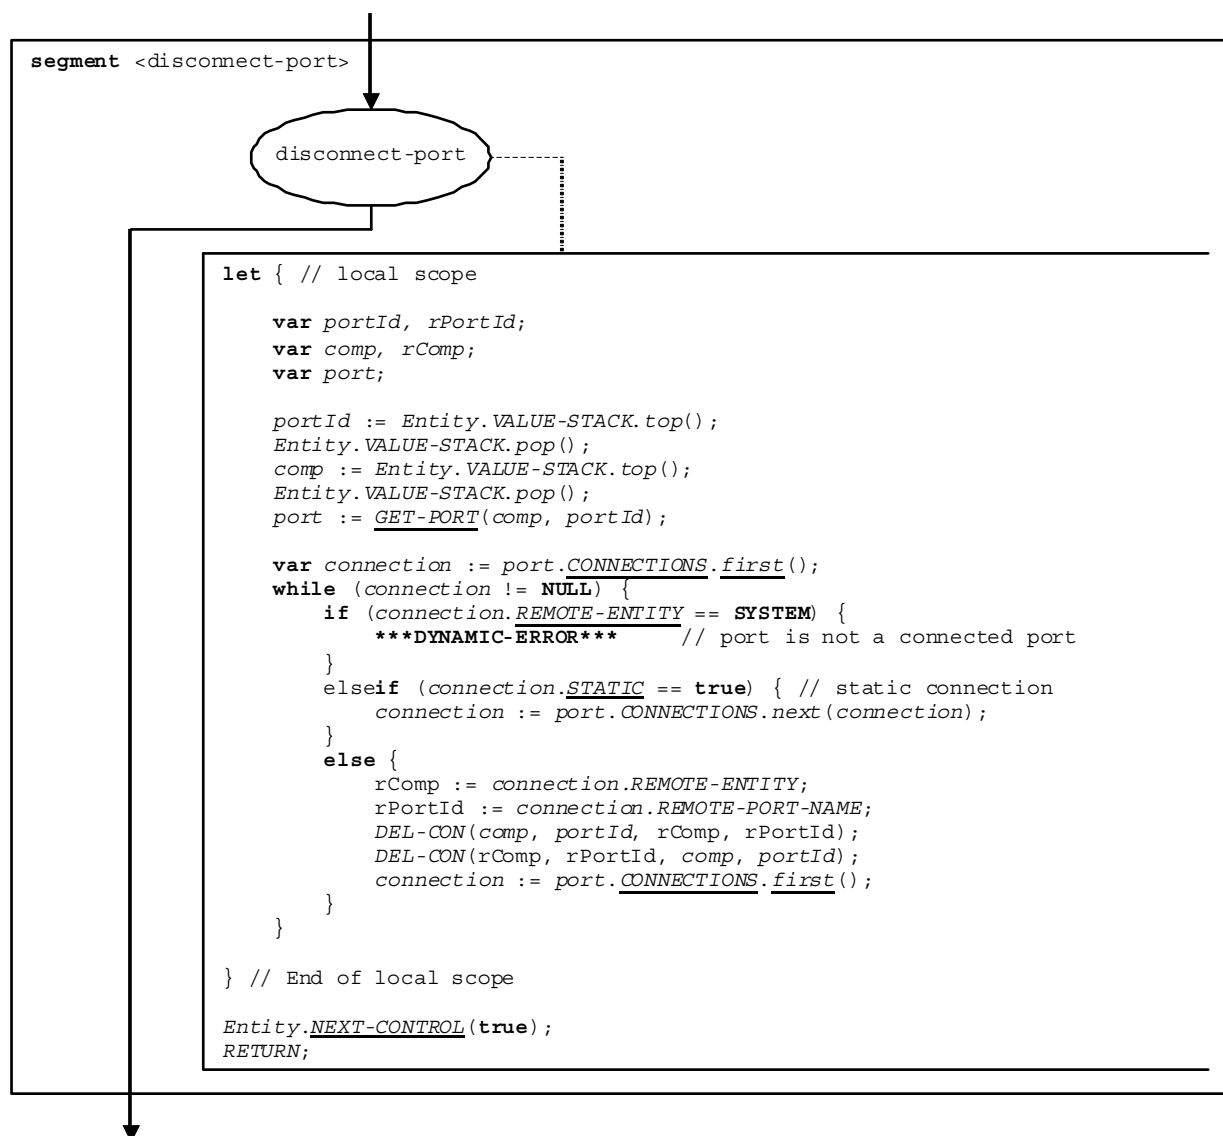 segment <disconnect-port>
disconnect-port
let { // local scope
var portId, rPortId;
var comp, rComp;
var port;
portId := Entity.VALUE-STACK.top();
Entity.VALUE-STACK.pop();
comp := Entity.VALUE-STACK.top();
Entity.VALUE-STACK.pop();
port := GET-PORT(comp, portId);
var connection := port.CONNECTIONS.first();
while (connection != NULL) {
if (connection.REMOTE-ENTITY == SYSTEM) {
***DYNAMIC-ERROR*** // port is not a connected port
}
elseif (connection.STATIC == true) { // static connection
connection := port.CONNECTIONS.next(connection);
}
else {
rComp := connection.REMOTE-ENTITY;
rPortId := connection.REMOTE-PORT-NAME;
DEL-CON(comp, portId, rComp, rPortId);
DEL-CON(rComp, rPortId, comp, portId);
connection := port.CONNECTIONS.first();
}
}
} // End of local scope
Entity.NEXT-CONTROL(true);
RETURN;